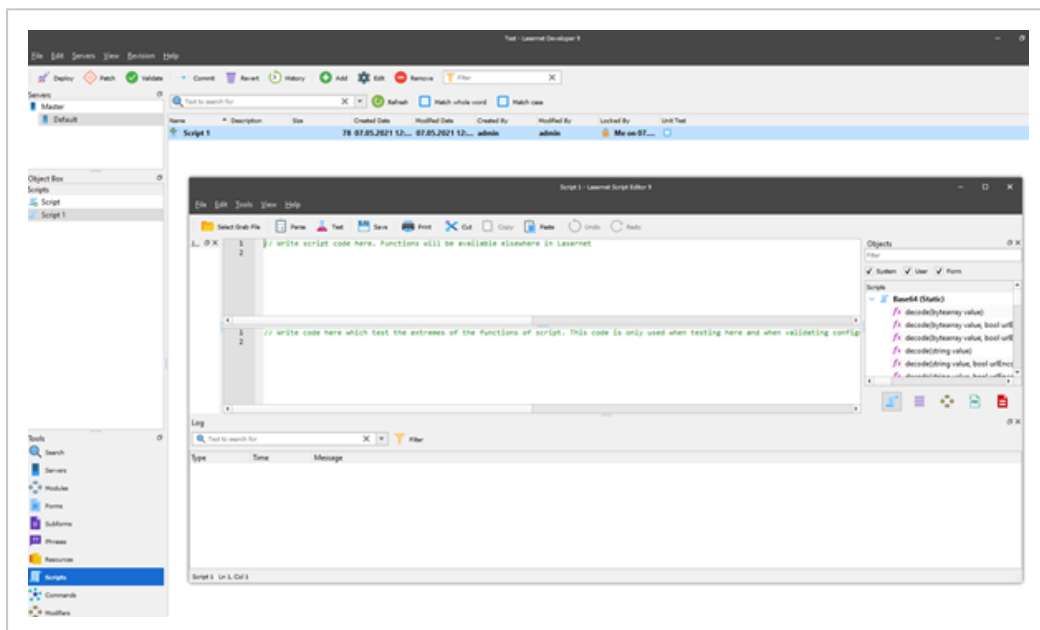 Test - Lasernet Developer 9
File Edit Servers View Revision Help
Deploy Patch Validate Commit Revert History Add Edit Remove Filter
Servers
Master
Default
Text to search for Refresh Match whole word Match case
Name Description Size Created Date Modified Date Created By Modified By Locked By Unit Test
Script 1 78 07.05.2021 12:... 07.05.2021 12:... admin admin Me on 07....
Object Box
Scripts
Script
Script 1
Script 1 - Lasernet Script Editor 9
File Edit Tools View Help
Select Grab File Parse Test Save Print Cut Copy Paste Undo Redo
J...
1 // Write script code here. Functions will be available elsewhere in Lasernet
2
1 // Write code here which test the extremes of the functions of script. This code is only used when testing here and when validating config
2
Objects
Filter
System User Form
Scripts
Base64 (Static)
decode(bytearray value)
decode(bytearray value, bool urlE
decode(bytearray value, bool urlE
decode(string value)
decode(string value, bool urlEnco
decode(string value, bool urlEnco
Log
Text to search for Filter
Type Time Message
Script 1 Ln 1, Col 1
Tools
Search
Servers
Modules
Forms
Subforms
Phrases
Resources
Scripts
Commands
Modifiers